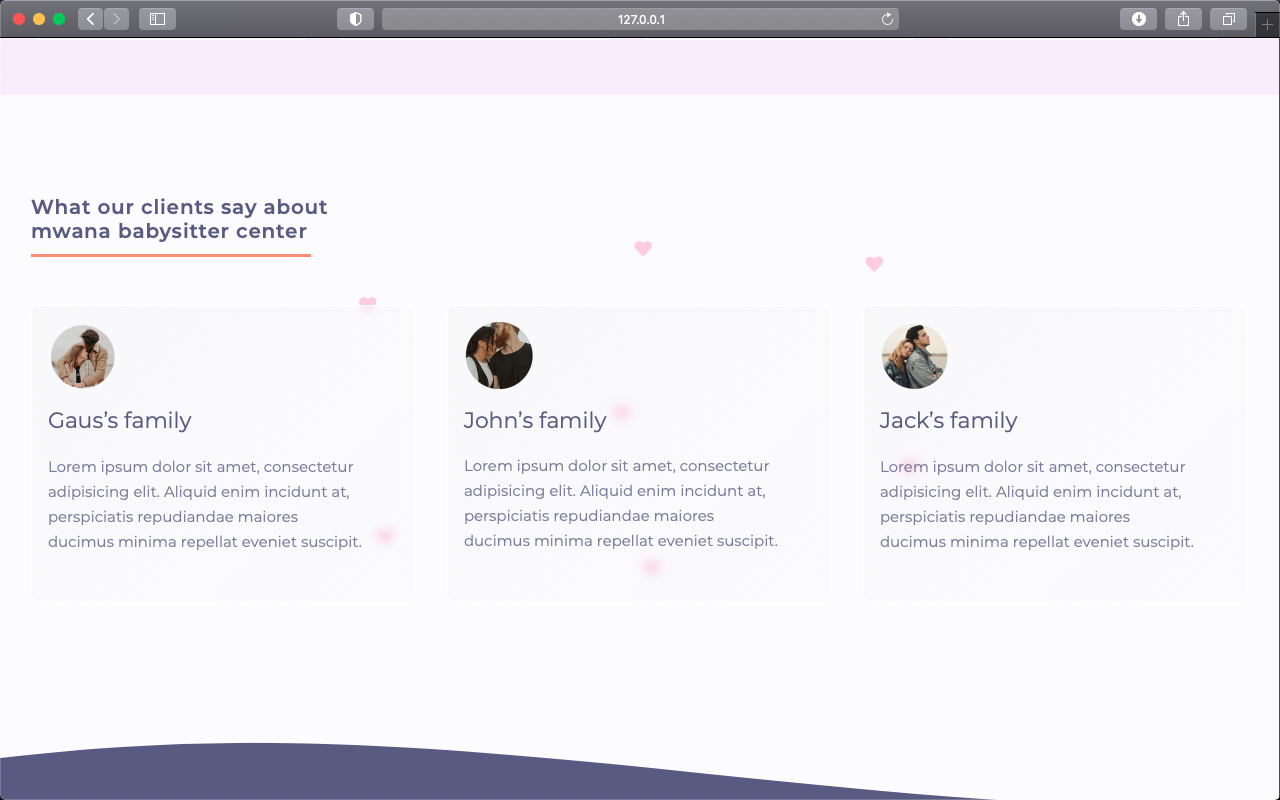 127.0.0.1
What our clients say about
mwana babysitter center
Gaus’s family
Lorem ipsum dolor sit amet, consectetur
adipisicing elit. Aliquid enim incidunt at,
perspiciatis repudiandae maiores
ducimus minima repellat eveniet suscipit.
John’s family
Lorem ipsum dolor sit amet, consectetur
adipisicing elit. Aliquid enim incidunt at,
perspiciatis repudiandae maiores
ducimus minima repellat eveniet suscipit.
Jack’s family
Lorem ipsum dolor sit amet, consectetur
adipisicing elit. Aliquid enim incidunt at,
perspiciatis repudiandae maiores
ducimus minima repellat eveniet suscipit.